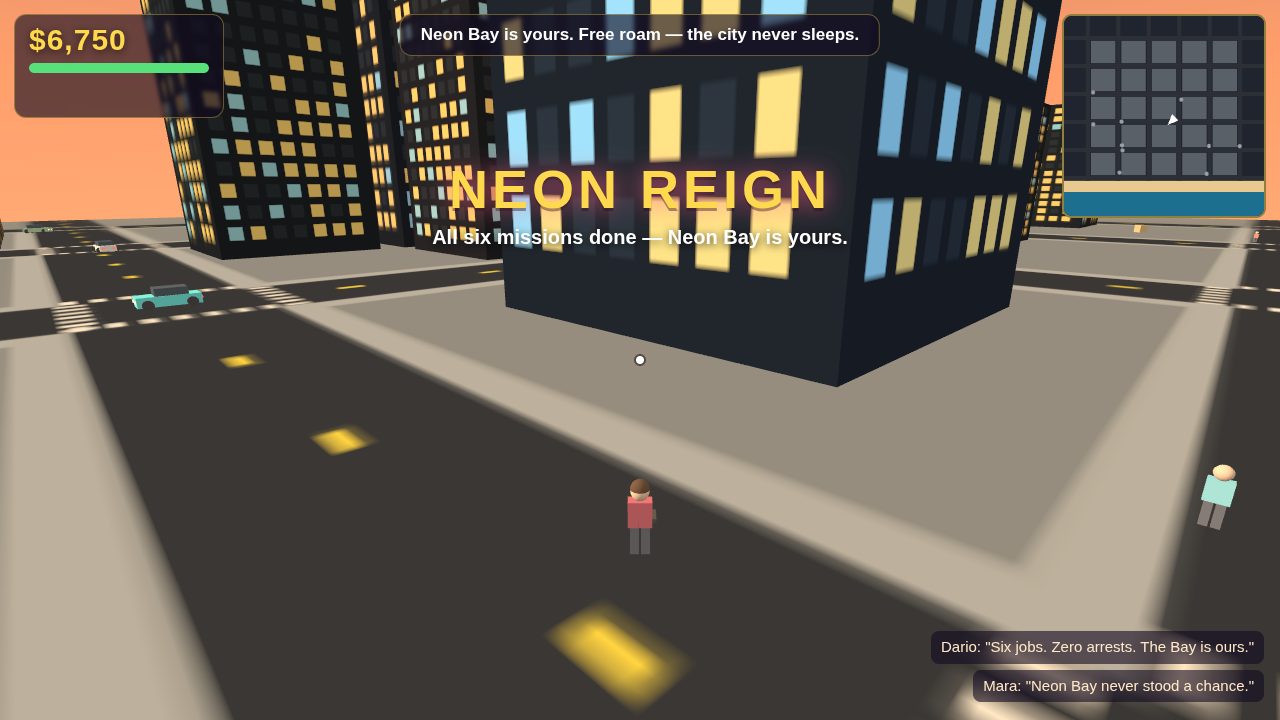 $6,750
Neon Bay is yours. Free roam — the city never sleeps.
NEON REIGN
All six missions done — Neon Bay is yours.
Dario: "Six jobs. Zero arrests. The Bay is ours."
Mara: "Neon Bay never stood a chance."